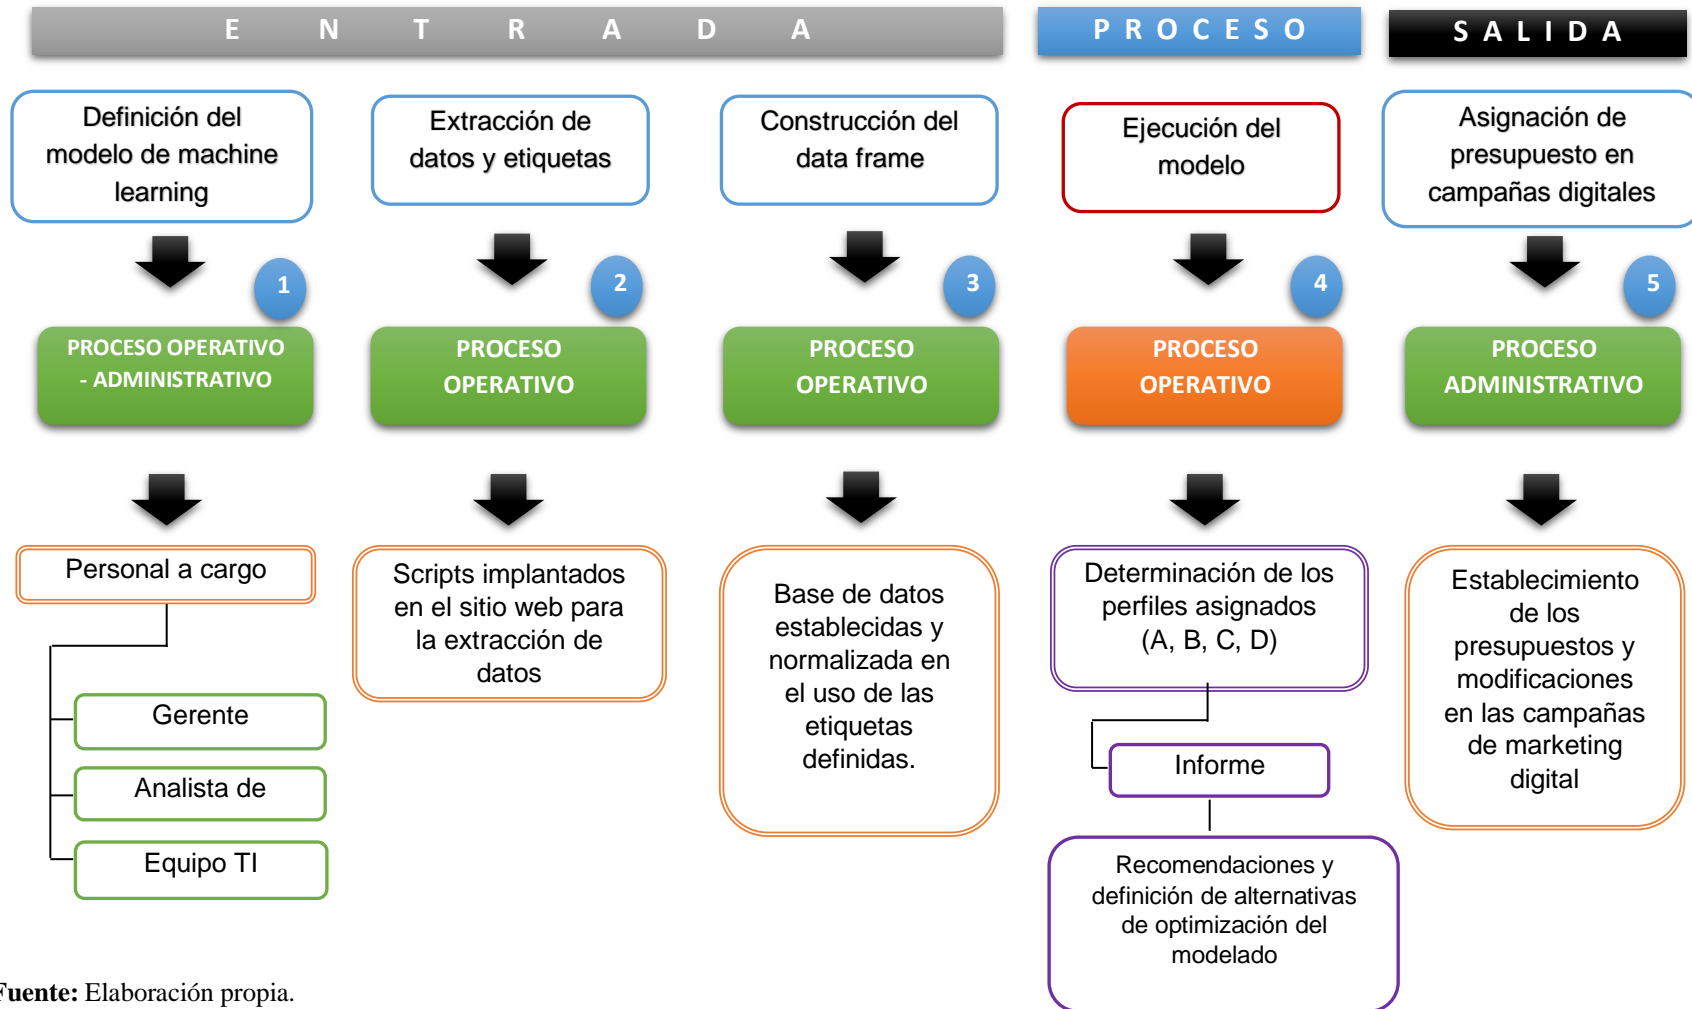 E N T R A D A
PROCESO
SALIDA
Definición del
modelo de machine
learning
Extracción de
datos y etiquetas
Construcción del
data frame
Ejecución del
modelo
Asignación de
presupuesto en
campañas digitales
1
2
3
4
5
PROCESO OPERATIVO
- ADMINISTRATIVO
PROCESO
OPERATIVO
PROCESO
OPERATIVO
PROCESO
OPERATIVO
PROCESO
ADMINISTRATIVO
Personal a cargo
Gerente
Analista de
Equipo TI
Scripts implantados
en el sitio web para
la extracción de
datos
Base de datos
establecidas y
normalizada en
el uso de las
etiquetas
definidas.
Determinación de los
perfiles asignados
(A, B, C, D)
Informe
Recomendaciones y
definición de alternativas
de optimización del
modelado
Establecimiento
de los
presupuestos y
modificaciones
en las campañas
de marketing
digital
Fuente: Elaboración propia.